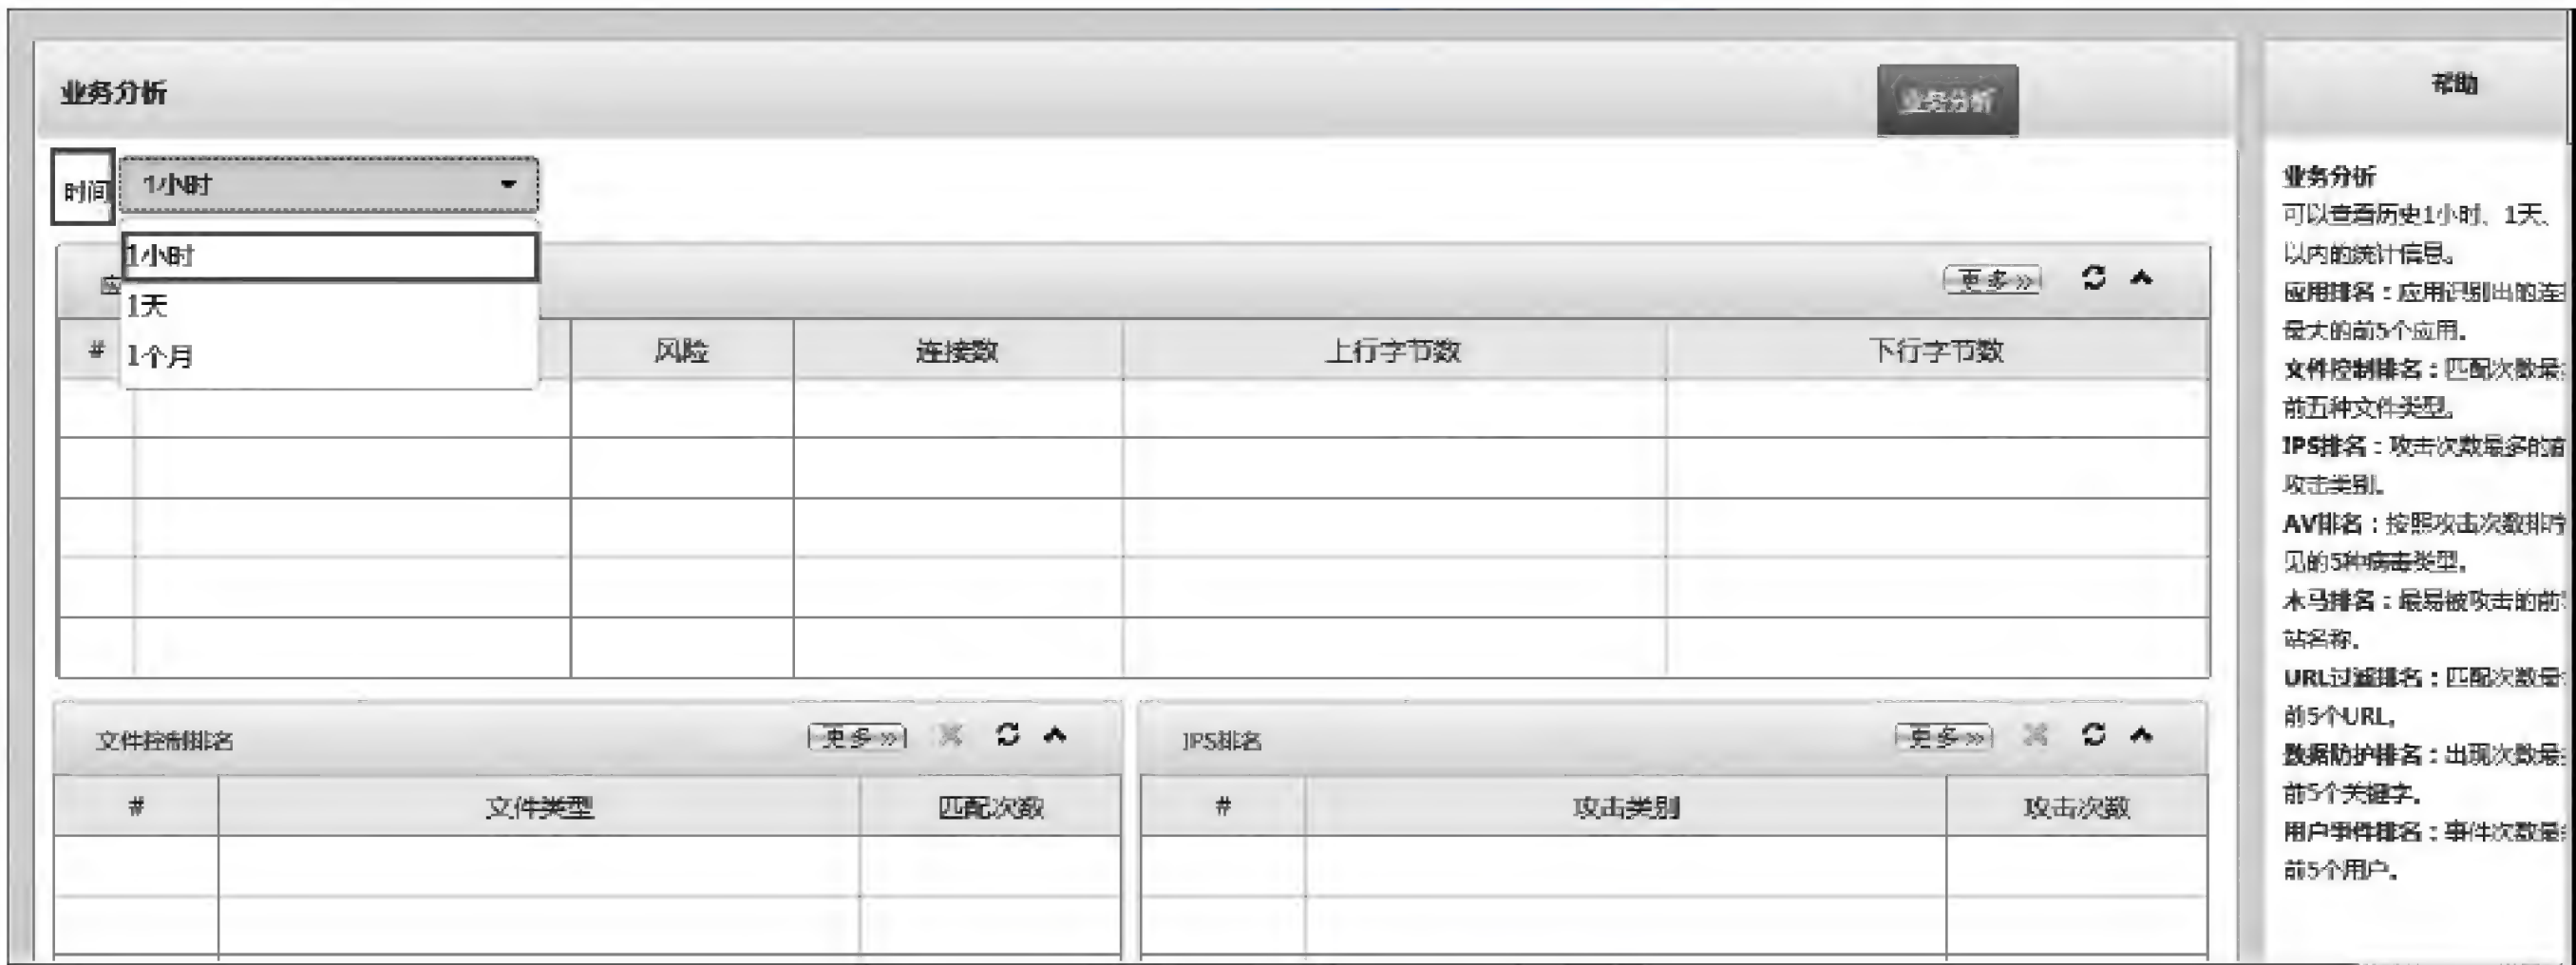 业务分析
业务分析
时间
1小时
1小时
1天
1个月
更多»
#
风险
连接数
上行字节数
下行字节数
文件控制排名
更多»
#
文件类型
匹配次数
IPS排名
更多»
#
攻击类别
攻击次数
帮助
业务分析
可以查看历史1小时、1天、
以内的统计信息。
应用排名：应用识别出的连
最大的前5个应用。
文件控制排名：匹配次数最
前五种文件类型。
IPS排名：攻击次数最多的前
攻击类别。
AV排名：按照攻击次数排序
见的5种病毒类型。
木马排名：最易被攻击的前
站名称。
URL过滤排名：匹配次数最
前5个URL。
数据防护排名：出现次数最
前5个关键字。
用户事件排名：事件次数最
前5个用户。